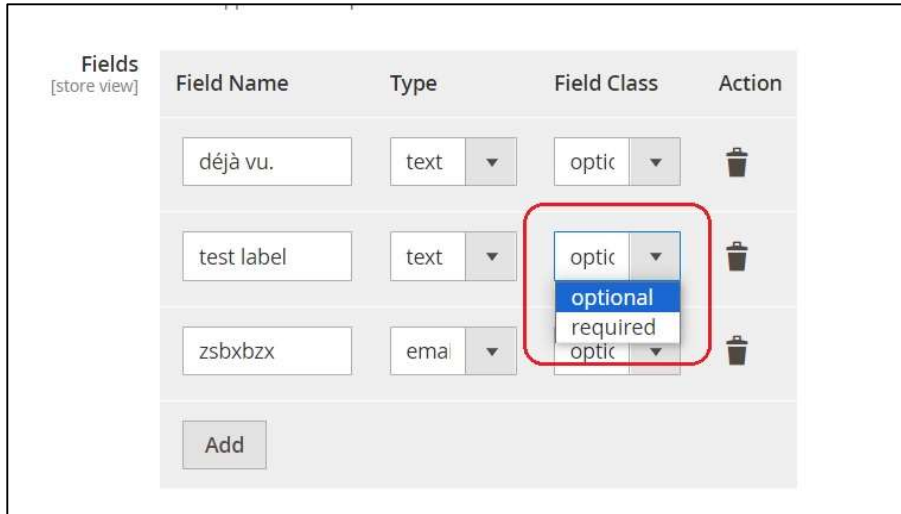 Fields
[store view]
Field Name Type Field Class Action
déjà vu. text optic
test label text optic
optional
required
zsbxbzx emai optic
Add